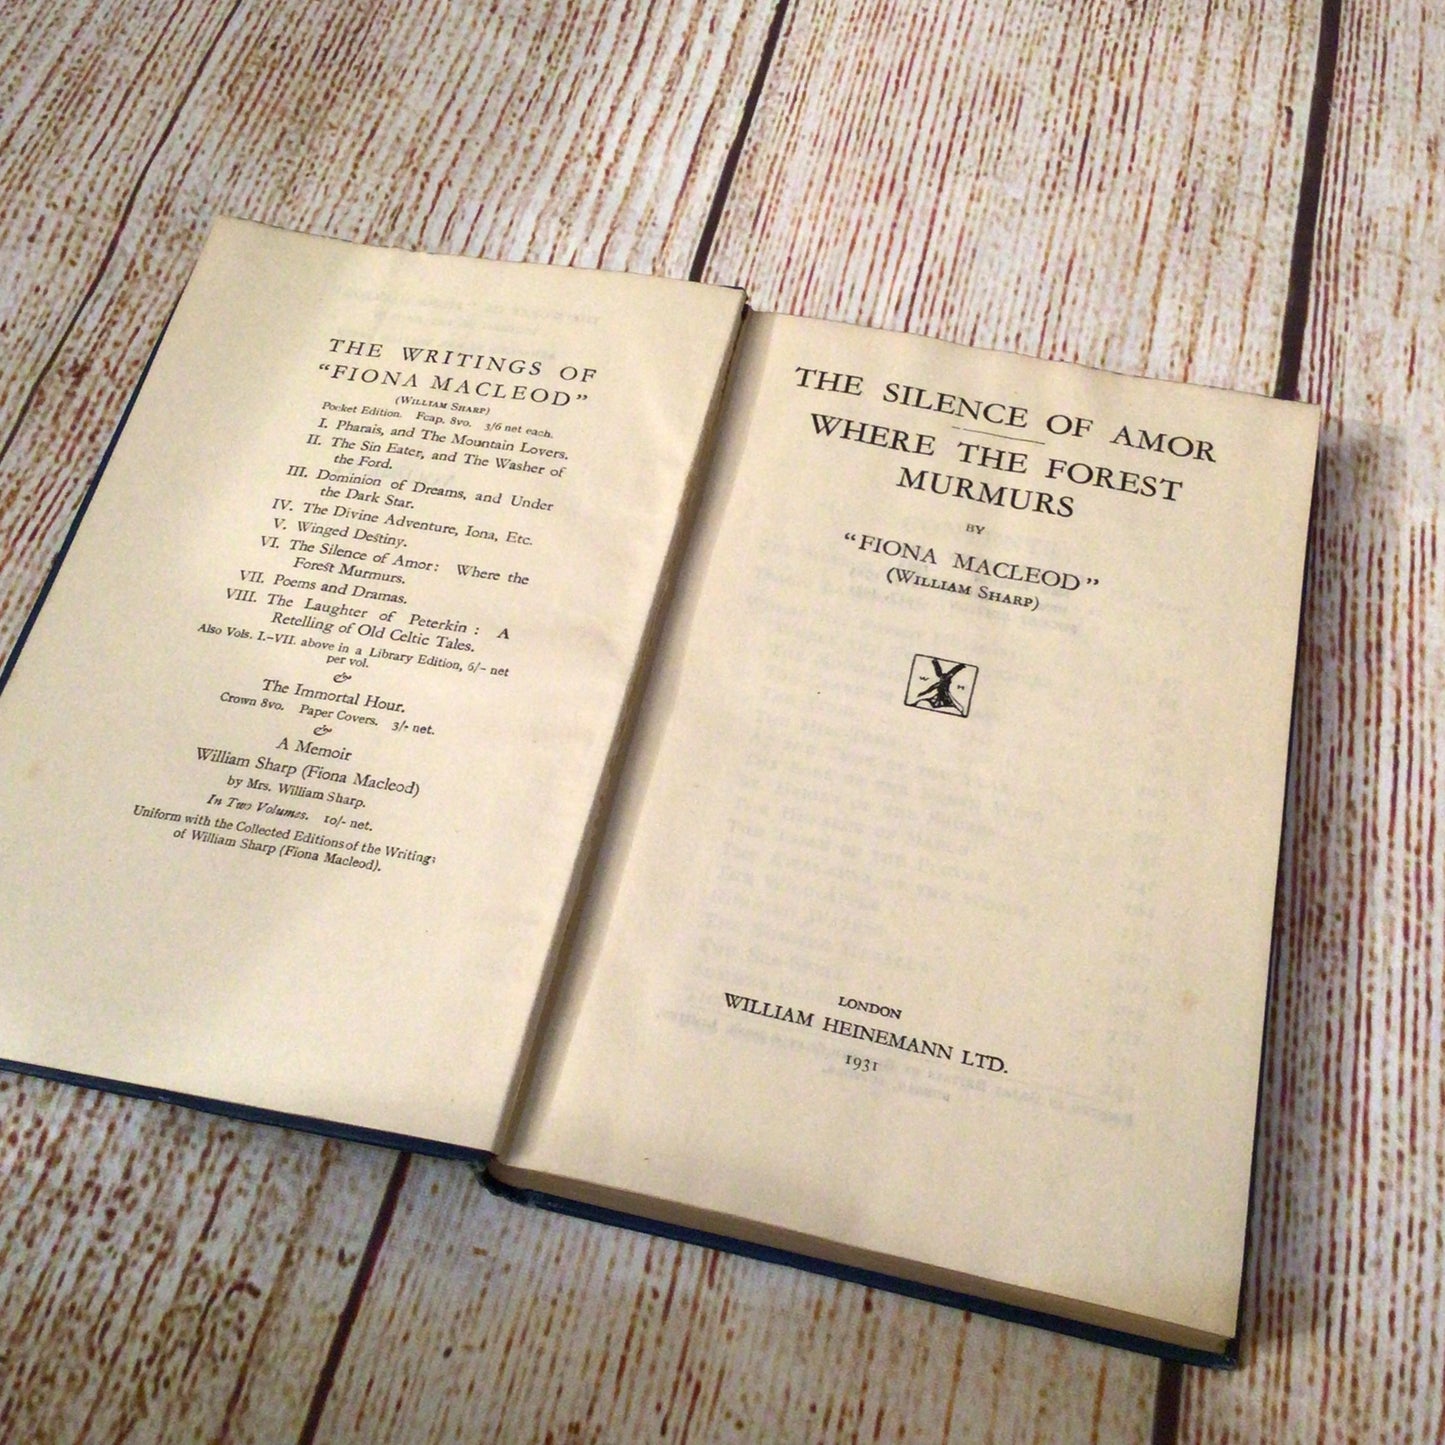 THE WRITINGS OF
“FIONA MACLEOD”
(WILLIAM SHARP)
Pocket Edition. Fcap. 8vo. 3/6 net each.
I. Pharais, and The Mountain Lovers.
II. The Sin Eater, and The Washer of
the Ford.
III. Dominion of Dreams, and Under
the Dark Star.
IV. The Divine Adventure, Iona, Etc.
V. Winged Destiny.
VI. The Silence of Amor: Where the
Forest Murmurs.
VII. Poems and Dramas.
VIII. The Laughter of Peterkin : A
Retelling of Old Celtic Tales.
Also Vols. I.–VII. above in a Library Edition, 6/– net
per vol.
&
The Immortal Hour.
Crown 8vo. Paper Covers. 3/- net.
&
A Memoir
William Sharp (Fiona Macleod)
by Mrs. William Sharp.
In Two Volumes. 10/- net.
Uniform with the Collected Editions of the Writings
of William Sharp (Fiona Macleod).
THE SILENCE OF AMOR
WHERE THE FOREST
MURMURS
BY
“FIONA MACLEOD”
(WILLIAM SHARP)
W H
LONDON
WILLIAM HEINEMANN LTD.
1931